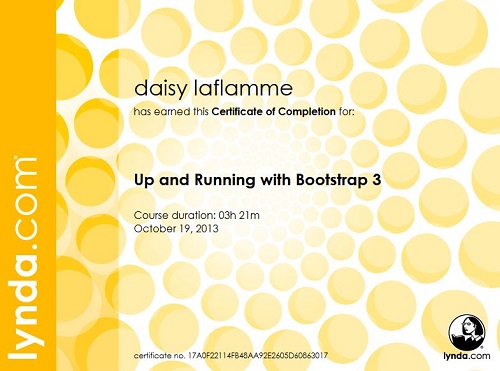 lynda.com
daisy laflamme
has earned this Certificate of Completion for:
Up and Running with Bootstrap 3
Course duration: 03h 21m
October 19, 2013
certificate no. 17A0F22114FB48AA92E2605D60863017
lynda.com